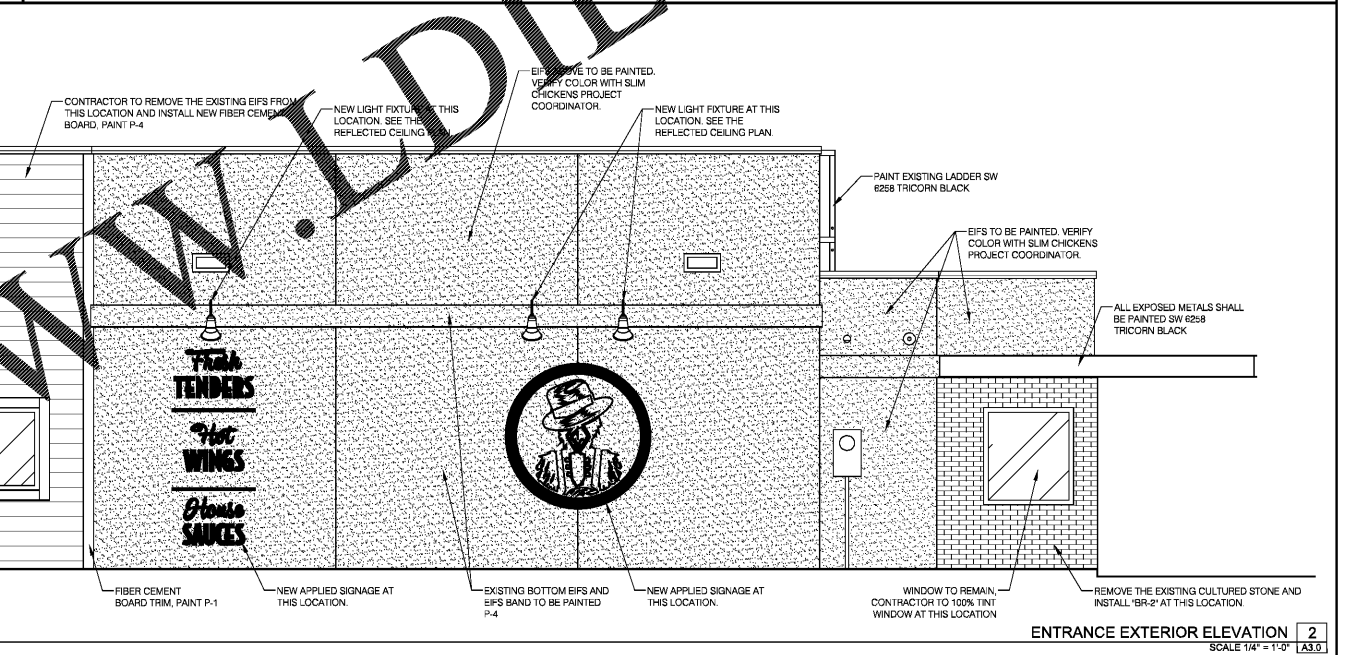 WWW.LDIL
EIFS ABOVE TO BE PAINTED.
VERIFY COLOR WITH SLIM
CHICKENS PROJECT
COORDINATOR.
CONTRACTOR TO REMOVE THE EXISTING EIFS FROM
THIS LOCATION AND INSTALL NEW FIBER CEMENT
BOARD, PAINT P-4
NEW LIGHT FIXTURE AT THIS
LOCATION. SEE THE
REFLECTED CEILING PLAN.
NEW LIGHT FIXTURE AT THIS
LOCATION. SEE THE
REFLECTED CEILING PLAN.
PAINT EXISTING LADDER SW
6258 TRICORN BLACK
EIFS TO BE PAINTED. VERIFY
COLOR WITH SLIM CHICKENS
PROJECT COORDINATOR.
ALL EXPOSED METALS SHALL
BE PAINTED SW 6258
TRICORN BLACK
Fresh
TENDERS
Hot
WINGS
House
SAUCES
FIBER CEMENT
BOARD TRIM, PAINT P-1
NEW APPLIED SIGNAGE AT
THIS LOCATION.
EXISTING BOTTOM EIFS AND
EIFS BAND TO BE PAINTED
P-4
NEW APPLIED SIGNAGE AT
THIS LOCATION.
WINDOW TO REMAIN,
CONTRACTOR TO 100% TINT
WINDOW AT THIS LOCATION
REMOVE THE EXISTING CULTURED STONE AND
INSTALL "BR-2" AT THIS LOCATION.
ENTRANCE EXTERIOR ELEVATION 2
SCALE 1/4" = 1'-0" A3.0